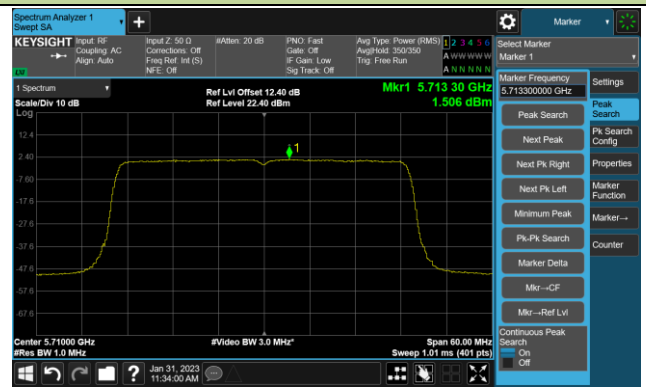 Spectrum Analyzer 1
Swept SA
Marker
KEYSIGHT
Input: RF
Coupling: AC
Align: Auto
Input Z: 50 Ω
Corrections: Off
Freq Ref: Int (S)
NFE: Off
#Atten: 20 dB
PNO: Fast
Gate: Off
IF Gain: Low
Sig Track: Off
Avg Type: Power (RMS)
Avg|Hold: 350/350
Trig: Free Run
1 2 3 4 5 6
A W W W W W
A N N N N N
Select Marker
Marker 1
1 Spectrum
Scale/Div 10 dB
Log
Ref Lvl Offset 12.40 dB
Ref Level 22.40 dBm
Mkr1 5.713 30 GHz
1.506 dBm
12.4
2.40
-7.60
-17.6
-27.6
-37.6
-47.6
-57.6
-67.6
1
Center 5.71000 GHz
#Res BW 1.0 MHz
#Video BW 3.0 MHz*
Span 60.00 MHz
Sweep 1.01 ms (401 pts)
Marker Frequency
5.713300000 GHz
Peak Search
Next Peak
Next Pk Right
Next Pk Left
Minimum Peak
Pk-Pk Search
Marker Delta
Mkr→CF
Mkr→Ref Lvl
Continuous Peak
Search
On
Off
Settings
Peak
Search
Pk Search
Config
Properties
Marker
Function
Marker→
Counter
Jan 31, 2023
11:34:00 AM